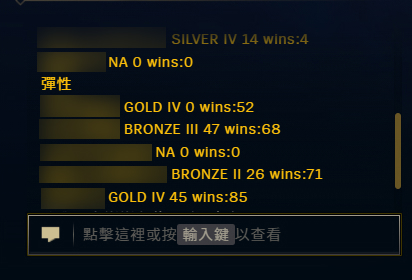 SILVER IV 14 wins:4
NA 0 wins:0
彈性
GOLD IV 0 wins:52
BRONZE III 47 wins:68
NA 0 wins:0
BRONZE II 26 wins:71
GOLD IV 45 wins:85
點擊這裡或按輸入鍵以查看